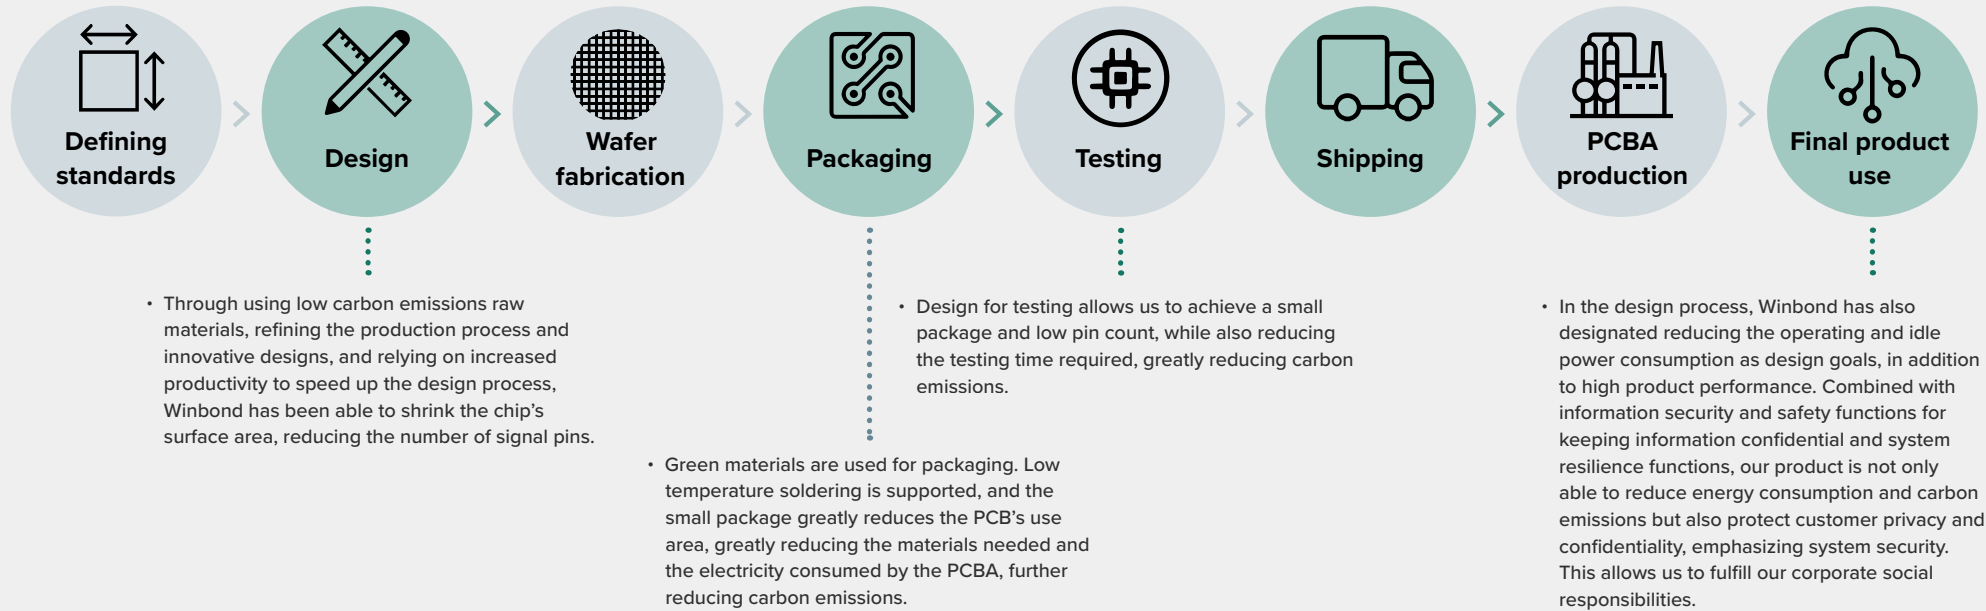 Defining
standards
Design
Wafer
fabrication
Packaging
Testing
Shipping
PCBA
production
Final product
use
• Through using low carbon emissions raw
materials, refining the production process and
innovative designs, and relying on increased
productivity to speed up the design process,
Winbond has been able to shrink the chip’s
surface area, reducing the number of signal pins.
• Green materials are used for packaging. Low
temperature soldering is supported, and the
small package greatly reduces the PCB’s use
area, greatly reducing the materials needed and
the electricity consumed by the PCBA, further
reducing carbon emissions.
• Design for testing allows us to achieve a small
package and low pin count, while also reducing
the testing time required, greatly reducing carbon
emissions.
• In the design process, Winbond has also
designated reducing the operating and idle
power consumption as design goals, in addition
to high product performance. Combined with
information security and safety functions for
keeping information confidential and system
resilience functions, our product is not only
able to reduce energy consumption and carbon
emissions but also protect customer privacy and
confidentiality, emphasizing system security.
This allows us to fulfill our corporate social
responsibilities.